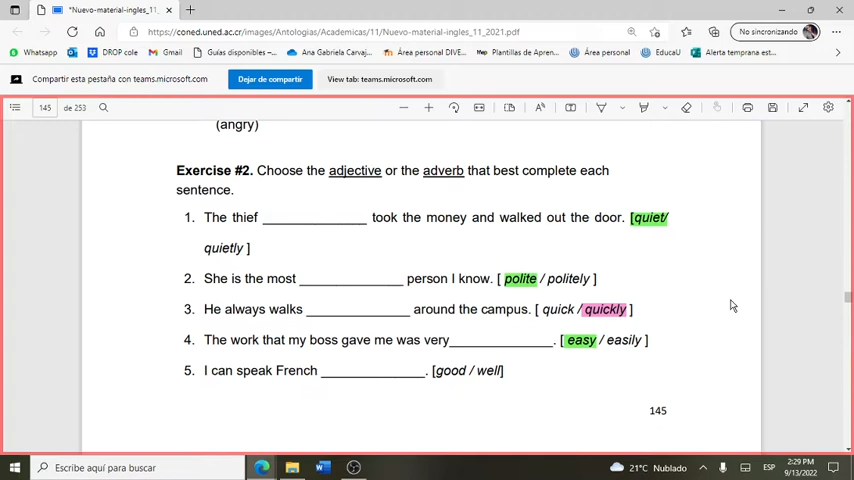 *Nuevo-material-ingles_11_2021.p
https://coned.uned.ac.cr/images/Antologias/Academicas/11/Nuevo-material-ingles_11_2021.pdf
No sincronizando
Whatsapp
DROP cole
Gmail
Guías disponibles –...
Ana Gabriela Carvaj...
Área personal DIVE...
Plantillas de Apren...
Área personal
EducaU
Alerta temprana est...
Compartir esta pestaña con teams.microsoft.com
Dejar de compartir
View tab: teams.microsoft.com
145 de 253
(angry)
Exercise #2. Choose the adjective or the adverb that best complete each
sentence.
1. The thief ______________ took the money and walked out the door. [quiet/
quietly ]
2. She is the most ______________ person I know. [ polite / politely ]
3. He always walks ______________ around the campus. [ quick / quickly ]
4. The work that my boss gave me was very______________. [ easy / easily ]
5. I can speak French ______________. [good / well]
145
Escribe aquí para buscar
21°C Nublado
ESP
2:29 PM
9/13/2022